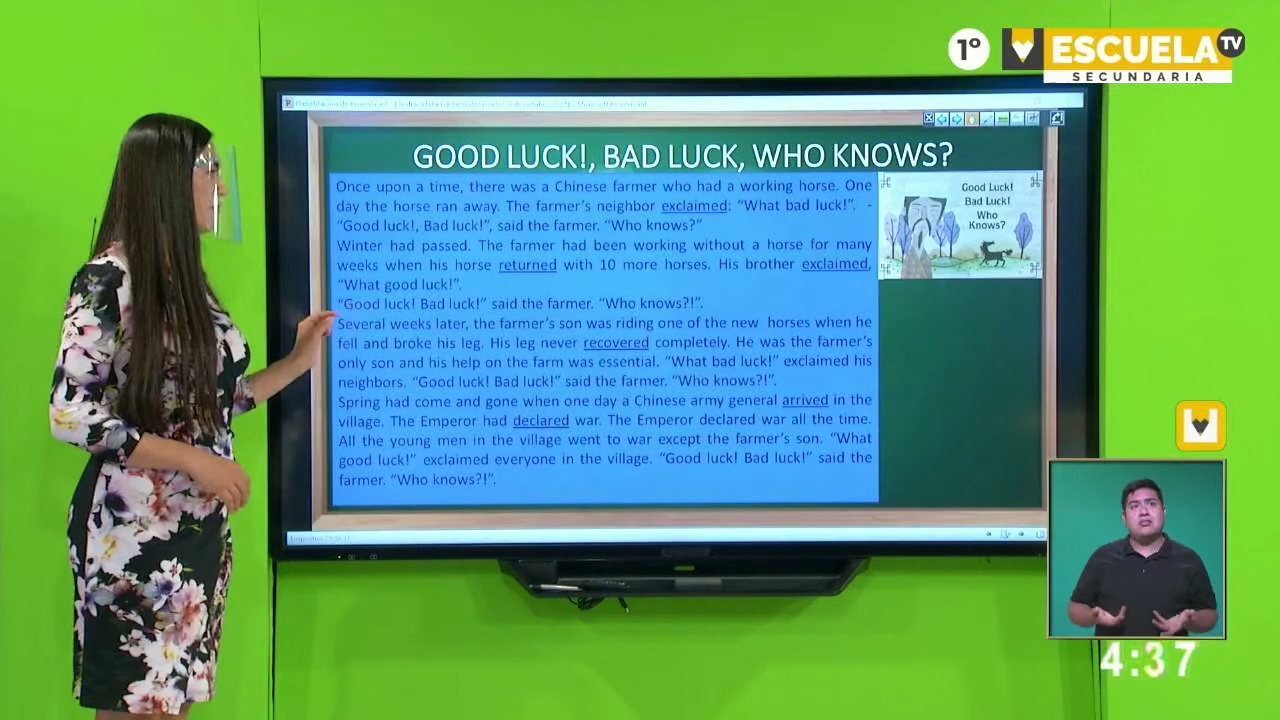 1º
ESCUELA TV
SECUNDARIA
GOOD LUCK!, BAD LUCK, WHO KNOWS?
Once upon a time, there was a Chinese farmer who had a working horse. One
day the horse ran away. The farmer’s neighbor exclaimed: “What bad luck!”. -
“Good luck!, Bad luck!”, said the farmer. “Who knows?”
Winter had passed. The farmer had been working without a horse for many
weeks when his horse returned with 10 more horses. His brother exclaimed,
“What good luck!”.
“Good luck! Bad luck!” said the farmer. “Who knows?!”.
Several weeks later, the farmer’s son was riding one of the new horses when he
fell and broke his leg. His leg never recovered completely. He was the farmer’s
only son and his help on the farm was essential. “What bad luck!” exclaimed his
neighbors. “Good luck! Bad luck!” said the farmer. “Who knows?!”.
Spring had come and gone when one day a Chinese army general arrived in the
village. The Emperor had declared war. The Emperor declared war all the time.
All the young men in the village went to war except the farmer’s son. “What
good luck!” exclaimed everyone in the village. “Good luck! Bad luck!” said the
farmer. “Who knows?!”.
Good Luck!
Bad Luck!
Who
Knows?
4:37